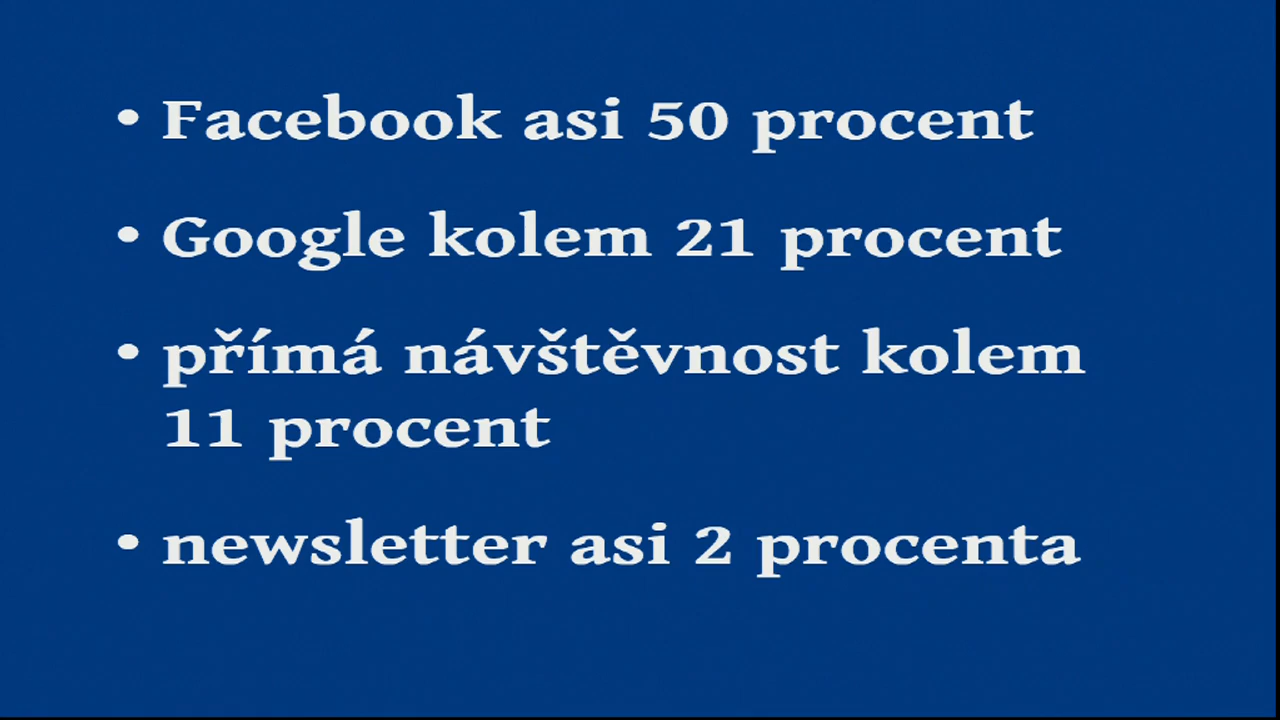 • Facebook asi 50 procent
• Google kolem 21 procent
• přímá návštěvnost kolem
11 procent
• newsletter asi 2 procenta